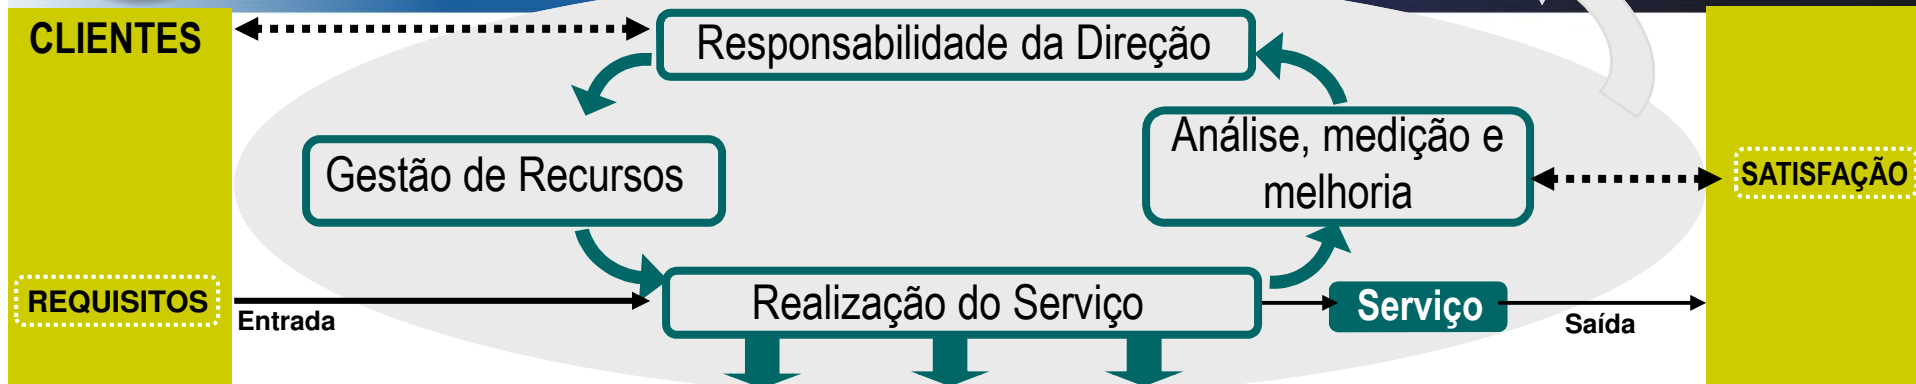 CLIENTES
Responsabilidade da Direção
Análise, medição e
melhoria
Gestão de Recursos
SATISFAÇÃO
REQUISITOS
Entrada
Realização do Serviço
Serviço
Saída